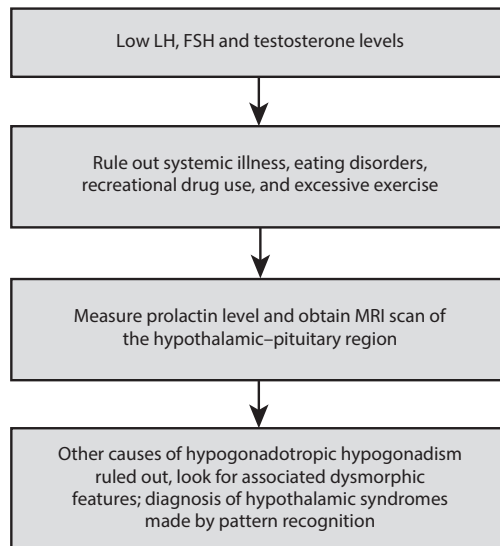 Low LH, FSH and testosterone levels
Rule out systemic illness, eating disorders,
recreational drug use, and excessive exercise
Measure prolactin level and obtain MRI scan of
the hypothalamic–pituitary region
Other causes of hypogonadotropic hypogonadism
ruled out, look for associated dysmorphic
features; diagnosis of hypothalamic syndromes
made by pattern recognition